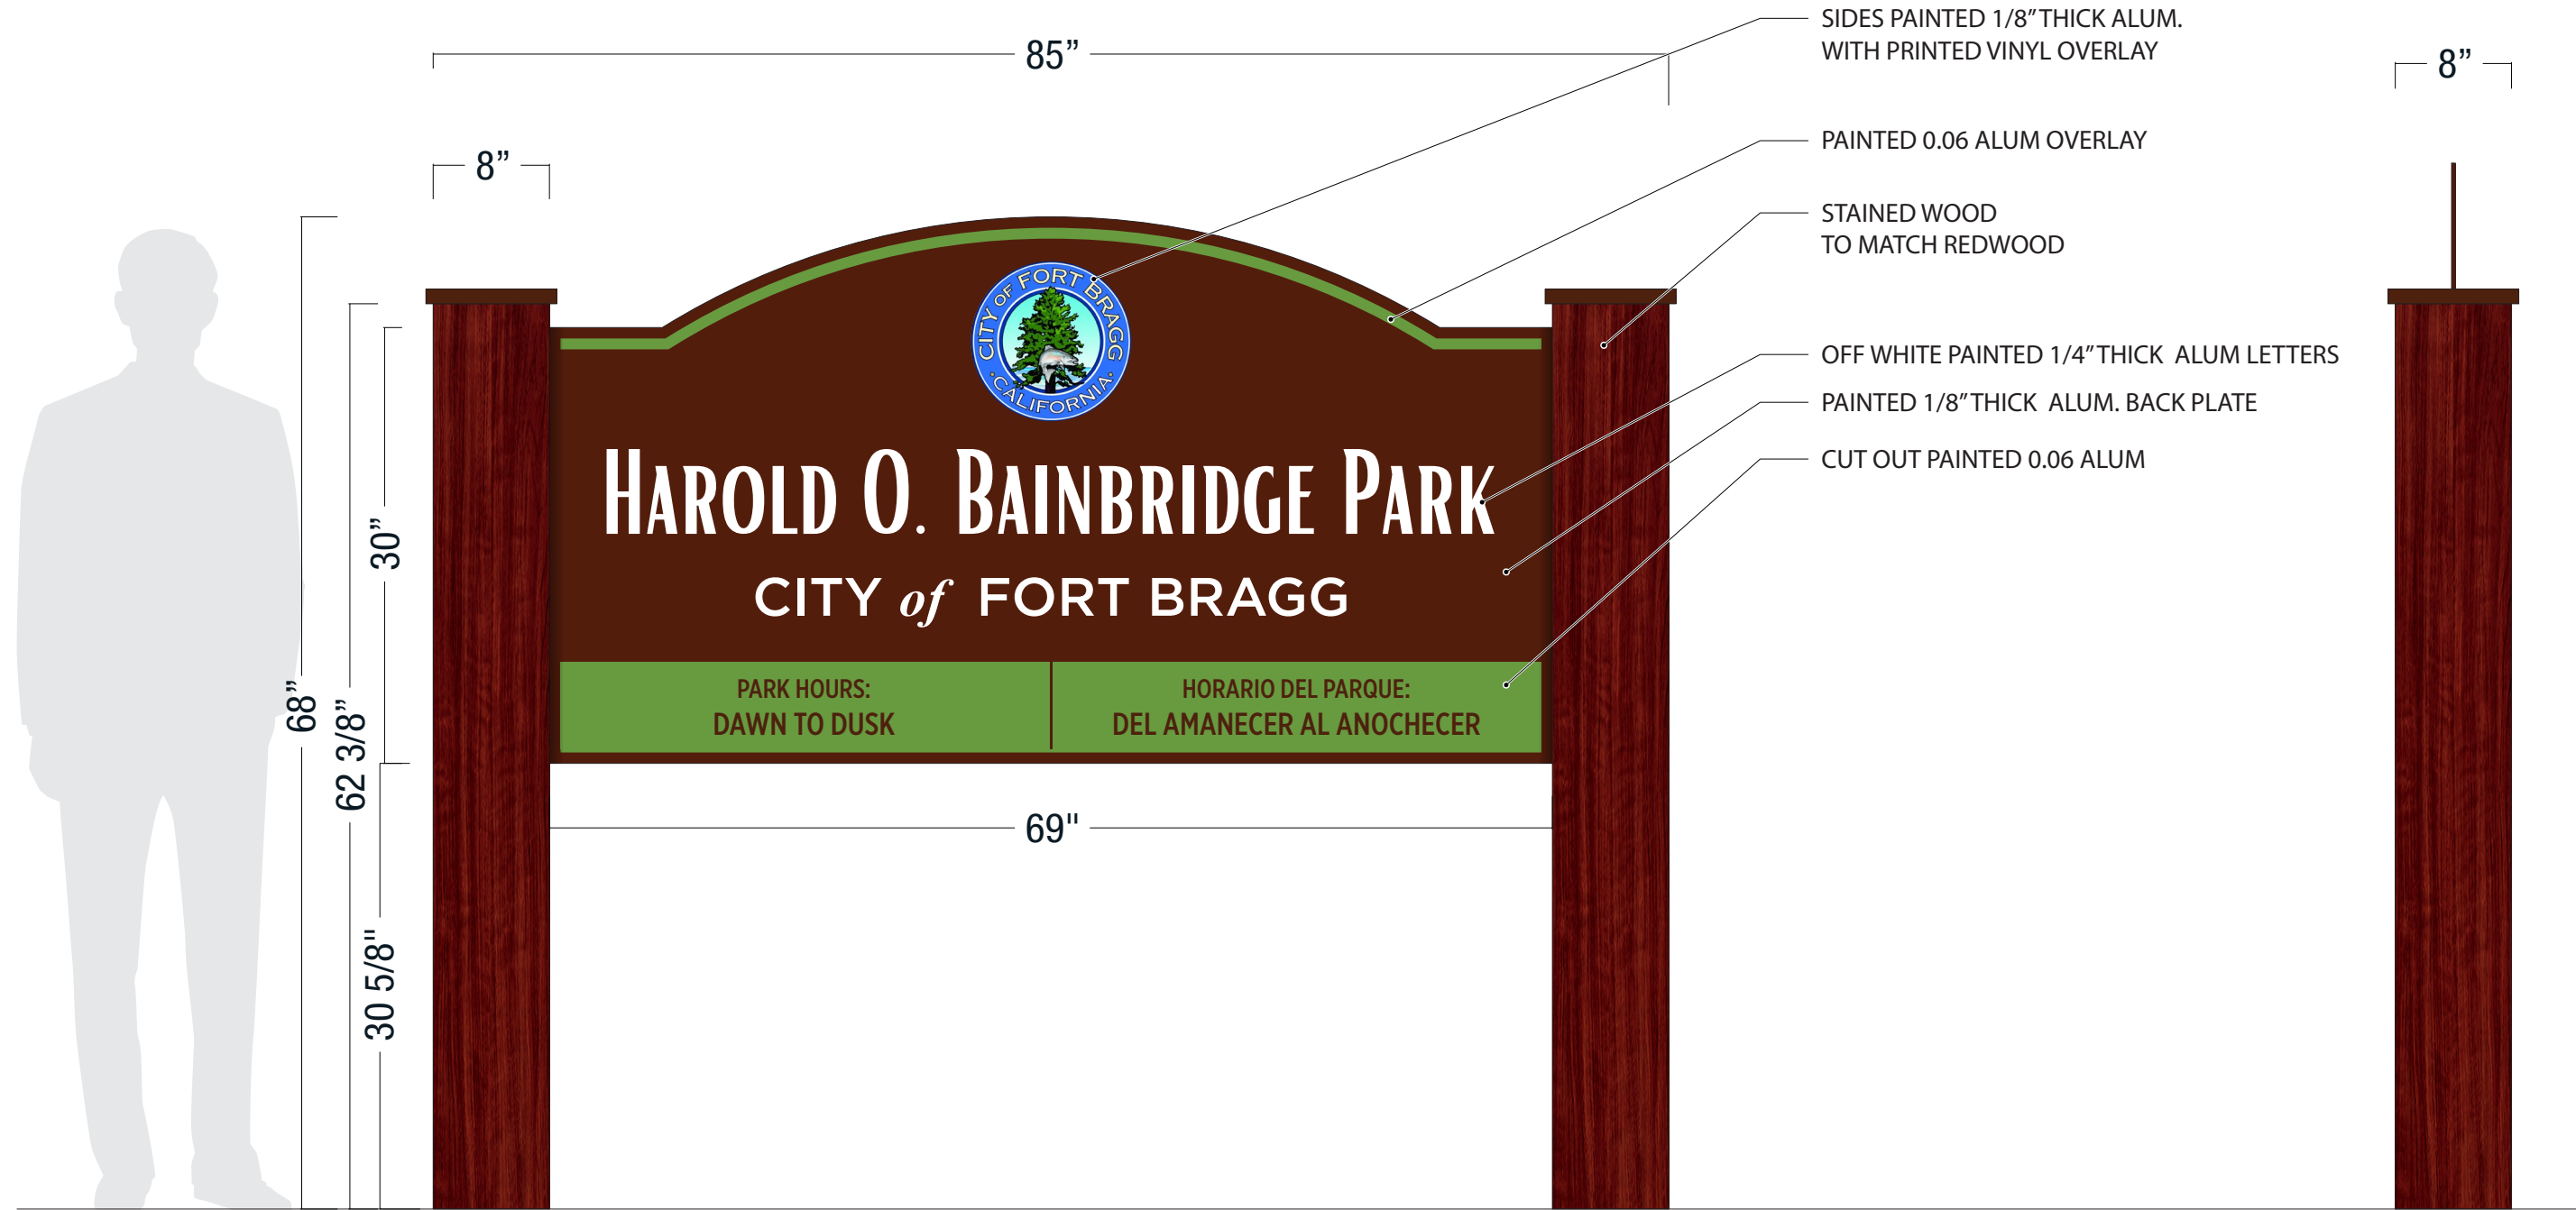 85”
8”
8”
SIDES PAINTED 1/8” THICK ALUM.
WITH PRINTED VINYL OVERLAY
PAINTED 0.06 ALUM OVERLAY
STAINED WOOD
TO MATCH REDWOOD
OFF WHITE PAINTED 1/4” THICK ALUM LETTERS
PAINTED 1/8” THICK ALUM. BACK PLATE
CUT OUT PAINTED 0.06 ALUM
CITY OF FORT BRAGG
·CALIFORNIA·
HAROLD O. BAINBRIDGE PARK
CITY of FORT BRAGG
PARK HOURS:
DAWN TO DUSK
HORARIO DEL PARQUE:
DEL AMANECER AL ANOCHECER
68”
62 3/8”
30”
30 5/8"
69"